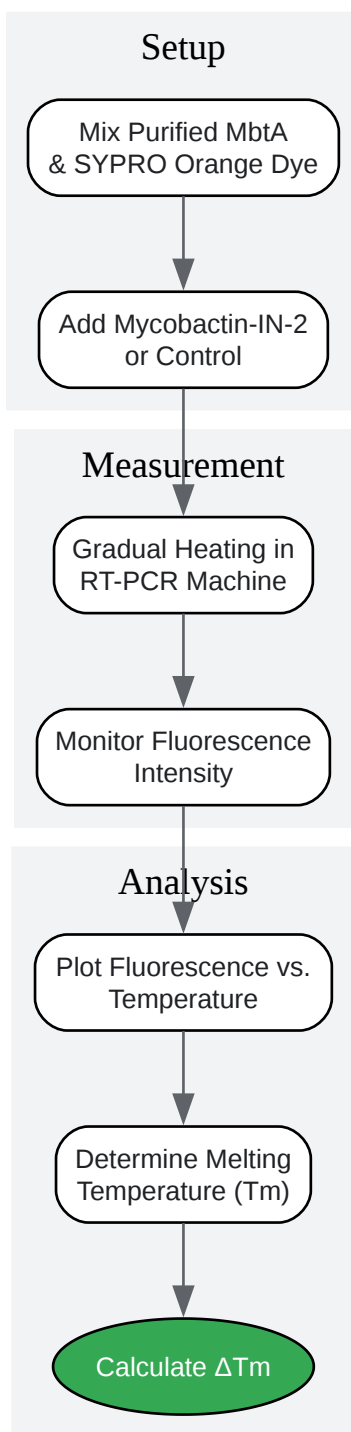 Setup
Mix Purified MbtA
& SYPRO Orange Dye
Add Mycobactin-IN-2
or Control
Measurement
Gradual Heating in
RT-PCR Machine
Monitor Fluorescence
Intensity
Analysis
Plot Fluorescence vs.
Temperature
Determine Melting
Temperature (Tm)
Calculate ΔTm